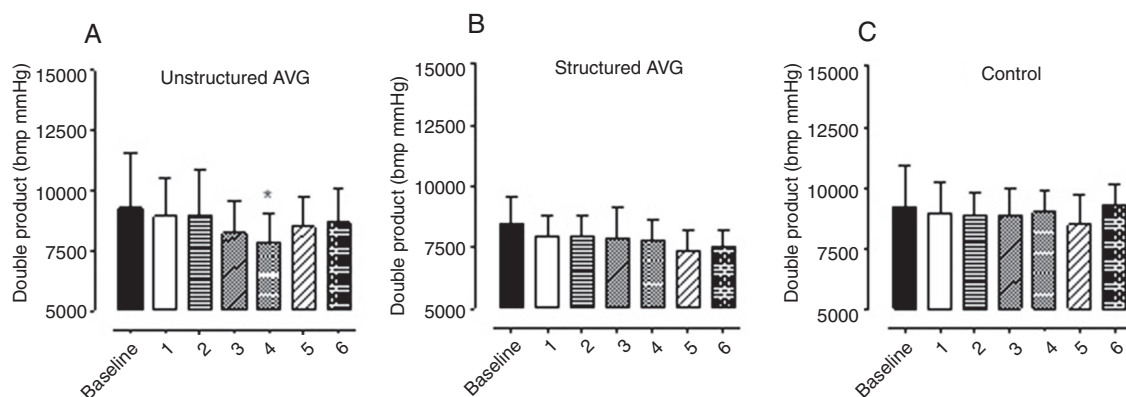 A
Unstructured AVG
Double product (bmp mmHg)
15000
12500
10000
7500
5000
*
Baseline
1
2
3
4
5
6
B
Structured AVG
Double product (bmp mmHg)
15000
12500
10000
7500
5000
Baseline
1
2
3
4
5
6
C
Control
Double product (bmp mmHg)
15000
12500
10000
7500
5000
Baseline
1
2
3
4
5
6